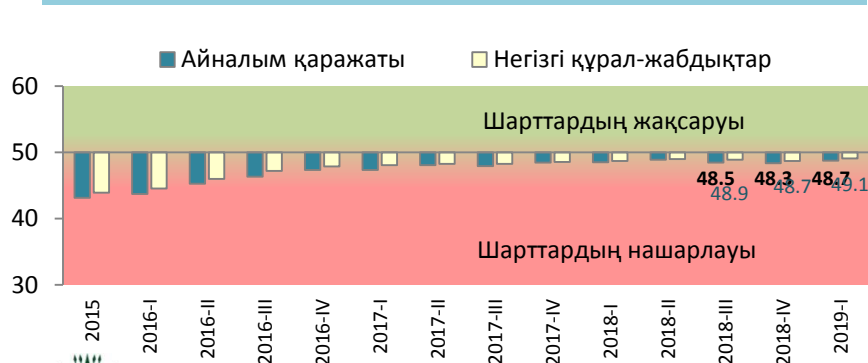 Айналым қаражаты Негізгі құрал-жабдықтар
60
Шарттардың жақсаруы
50
48.5 48.3 48.7
48.9 48.7 49.1
40
Шарттардың нашарлауы
30
2015 2016-I 2016-II 2016-III 2016-IV 2017-I 2017-II 2017-III 2017-IV 2018-I 2018-II 2018-III 2018-IV 2019-I